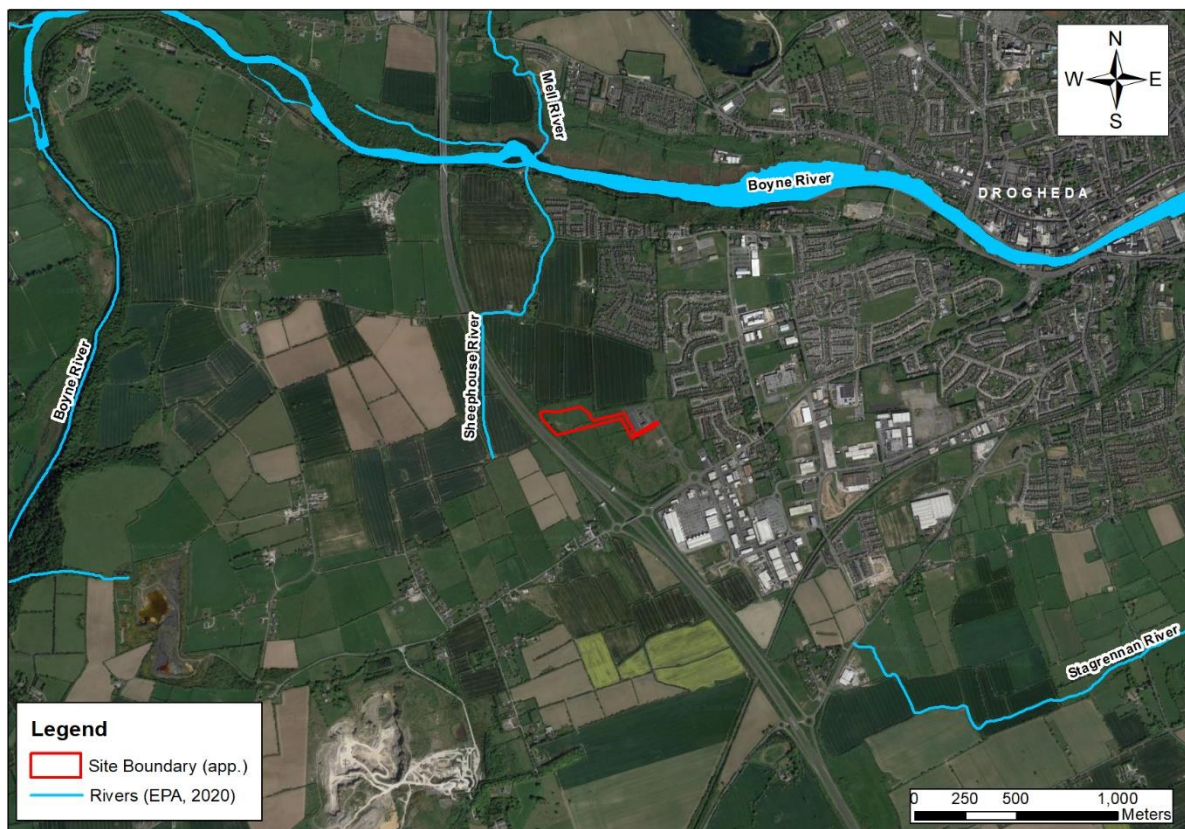 N
W E
S
Mell River
Boyne River
DROGHEDA
Sheephouse River
Boyne River
Stagrennan River
Legend
Site Boundary (app.)
Rivers (EPA, 2020)
0 250 500 1,000
Meters